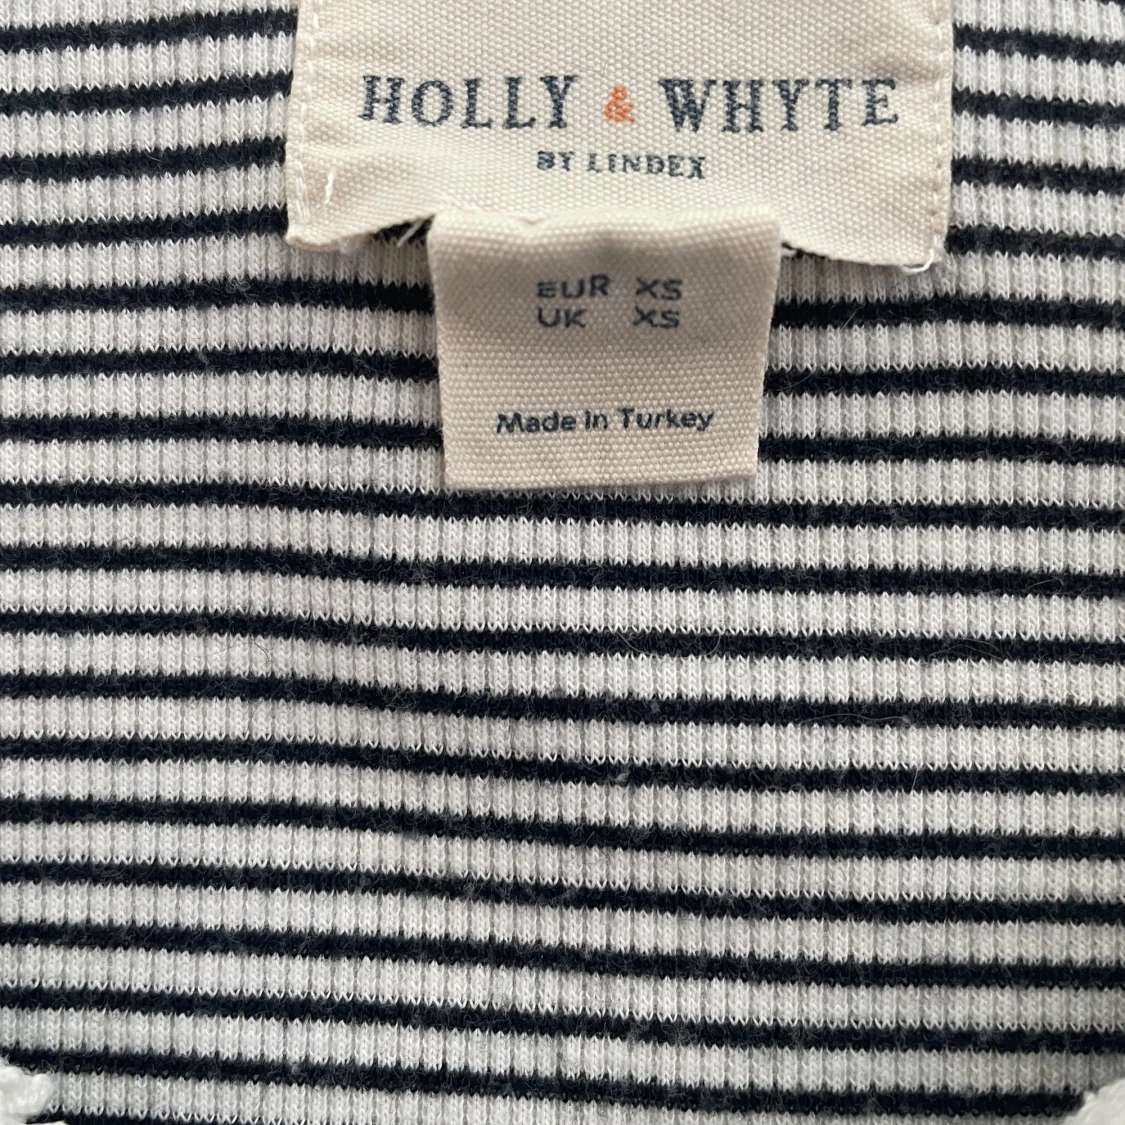 HOLLY & WHYTE
BY LINDEX
EUR XS
UK XS
Made in Turkey